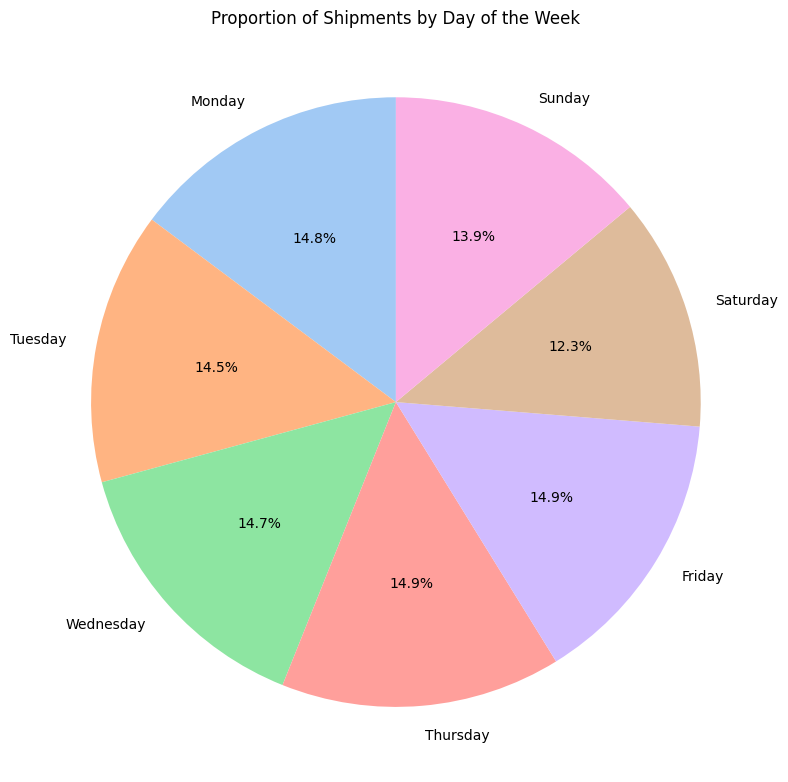 Proportion of Shipments by Day of the Week
Monday
Sunday
14.8%
13.9%
Saturday
Tuesday
12.3%
14.5%
14.9%
14.7%
Friday
14.9%
Wednesday
Thursday